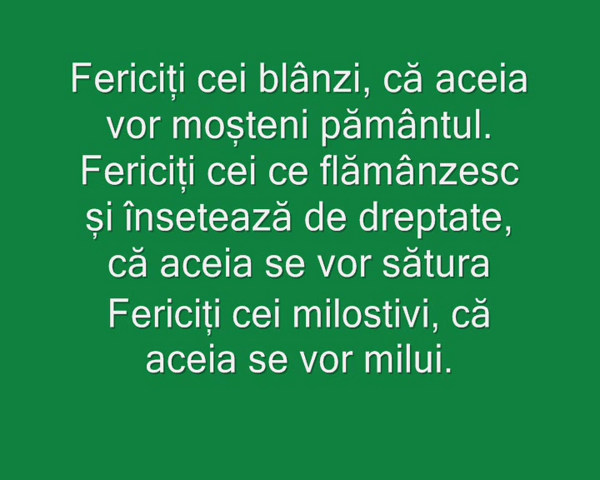 Fericiți cei blânzi, că aceia
vor moșteni pământul.
Fericiți cei ce flămânzesc
și însetează de dreptate,
că aceia se vor sătura
Fericiți cei milostivi, că
aceia se vor milui.